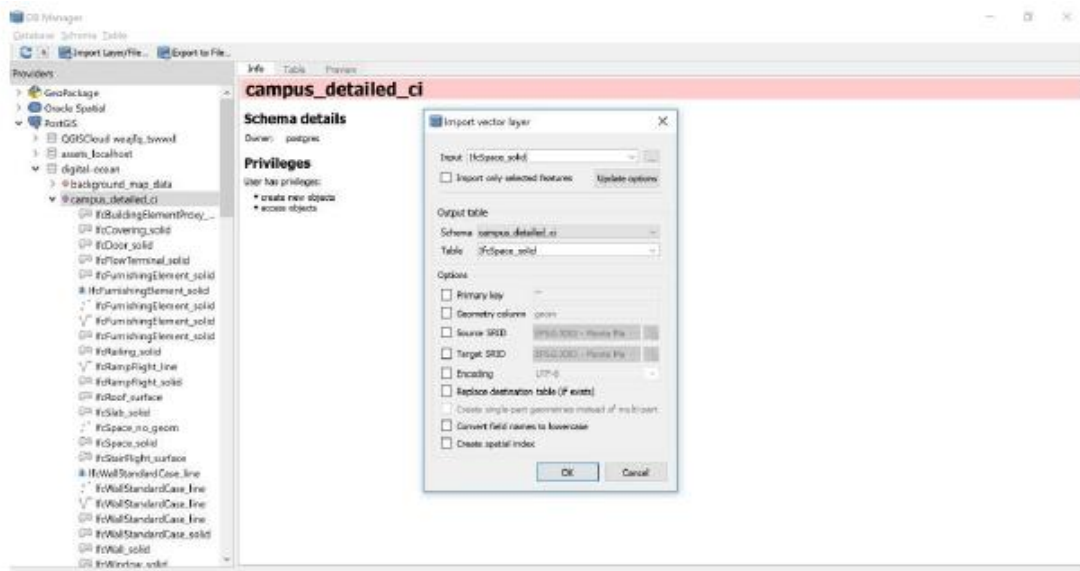 DB Manager
Database Schema Table
Import Layer/File... Export to File...
Providers
GeoPackage
Oracle Spatial
PostGIS
QGISCloud
assets_localhost
digital-ocean
background_map_data
campus_detailed_ci
IfcBuildingElementProxy_...
IfcCovering_solid
IfcDoor_solid
IfcFlowTerminal_solid
IfcFurnishingElement_solid
IfcFurnishingElement_solid
IfcFurnishingElement_solid
IfcFurnishingElement_solid
IfcFurnishingElement_solid
IfcRailing_solid
IfcRampFlight_line
IfcRampFlight_solid
IfcRoof_surface
IfcSlab_solid
IfcSpace_no_geom
IfcSpace_solid
IfcStairFlight_surface
IfcWallStandardCase_line
IfcWallStandardCase_line
IfcWallStandardCase_line
IfcWallStandardCase_line
IfcWallStandardCase_solid
IfcWall_solid
IfcWindow_solid
Info Table Preview
campus_detailed_ci
Schema details
Owner: postgres
Privileges
User has privileges:
• create new objects
• access objects
Import vector layer
Input IfcSpace_solid
Import only selected features Update options
Output table
Schema campus_detailed_ci
Table IfcSpace_solid
Options
Primary key
Geometry column geom
Source SRID
Target SRID
Encoding UTF-8
Replace destination table (if exists)
Create single-part geometries instead of multi-part
Convert field names to lowercase
Create spatial index
OK Cancel